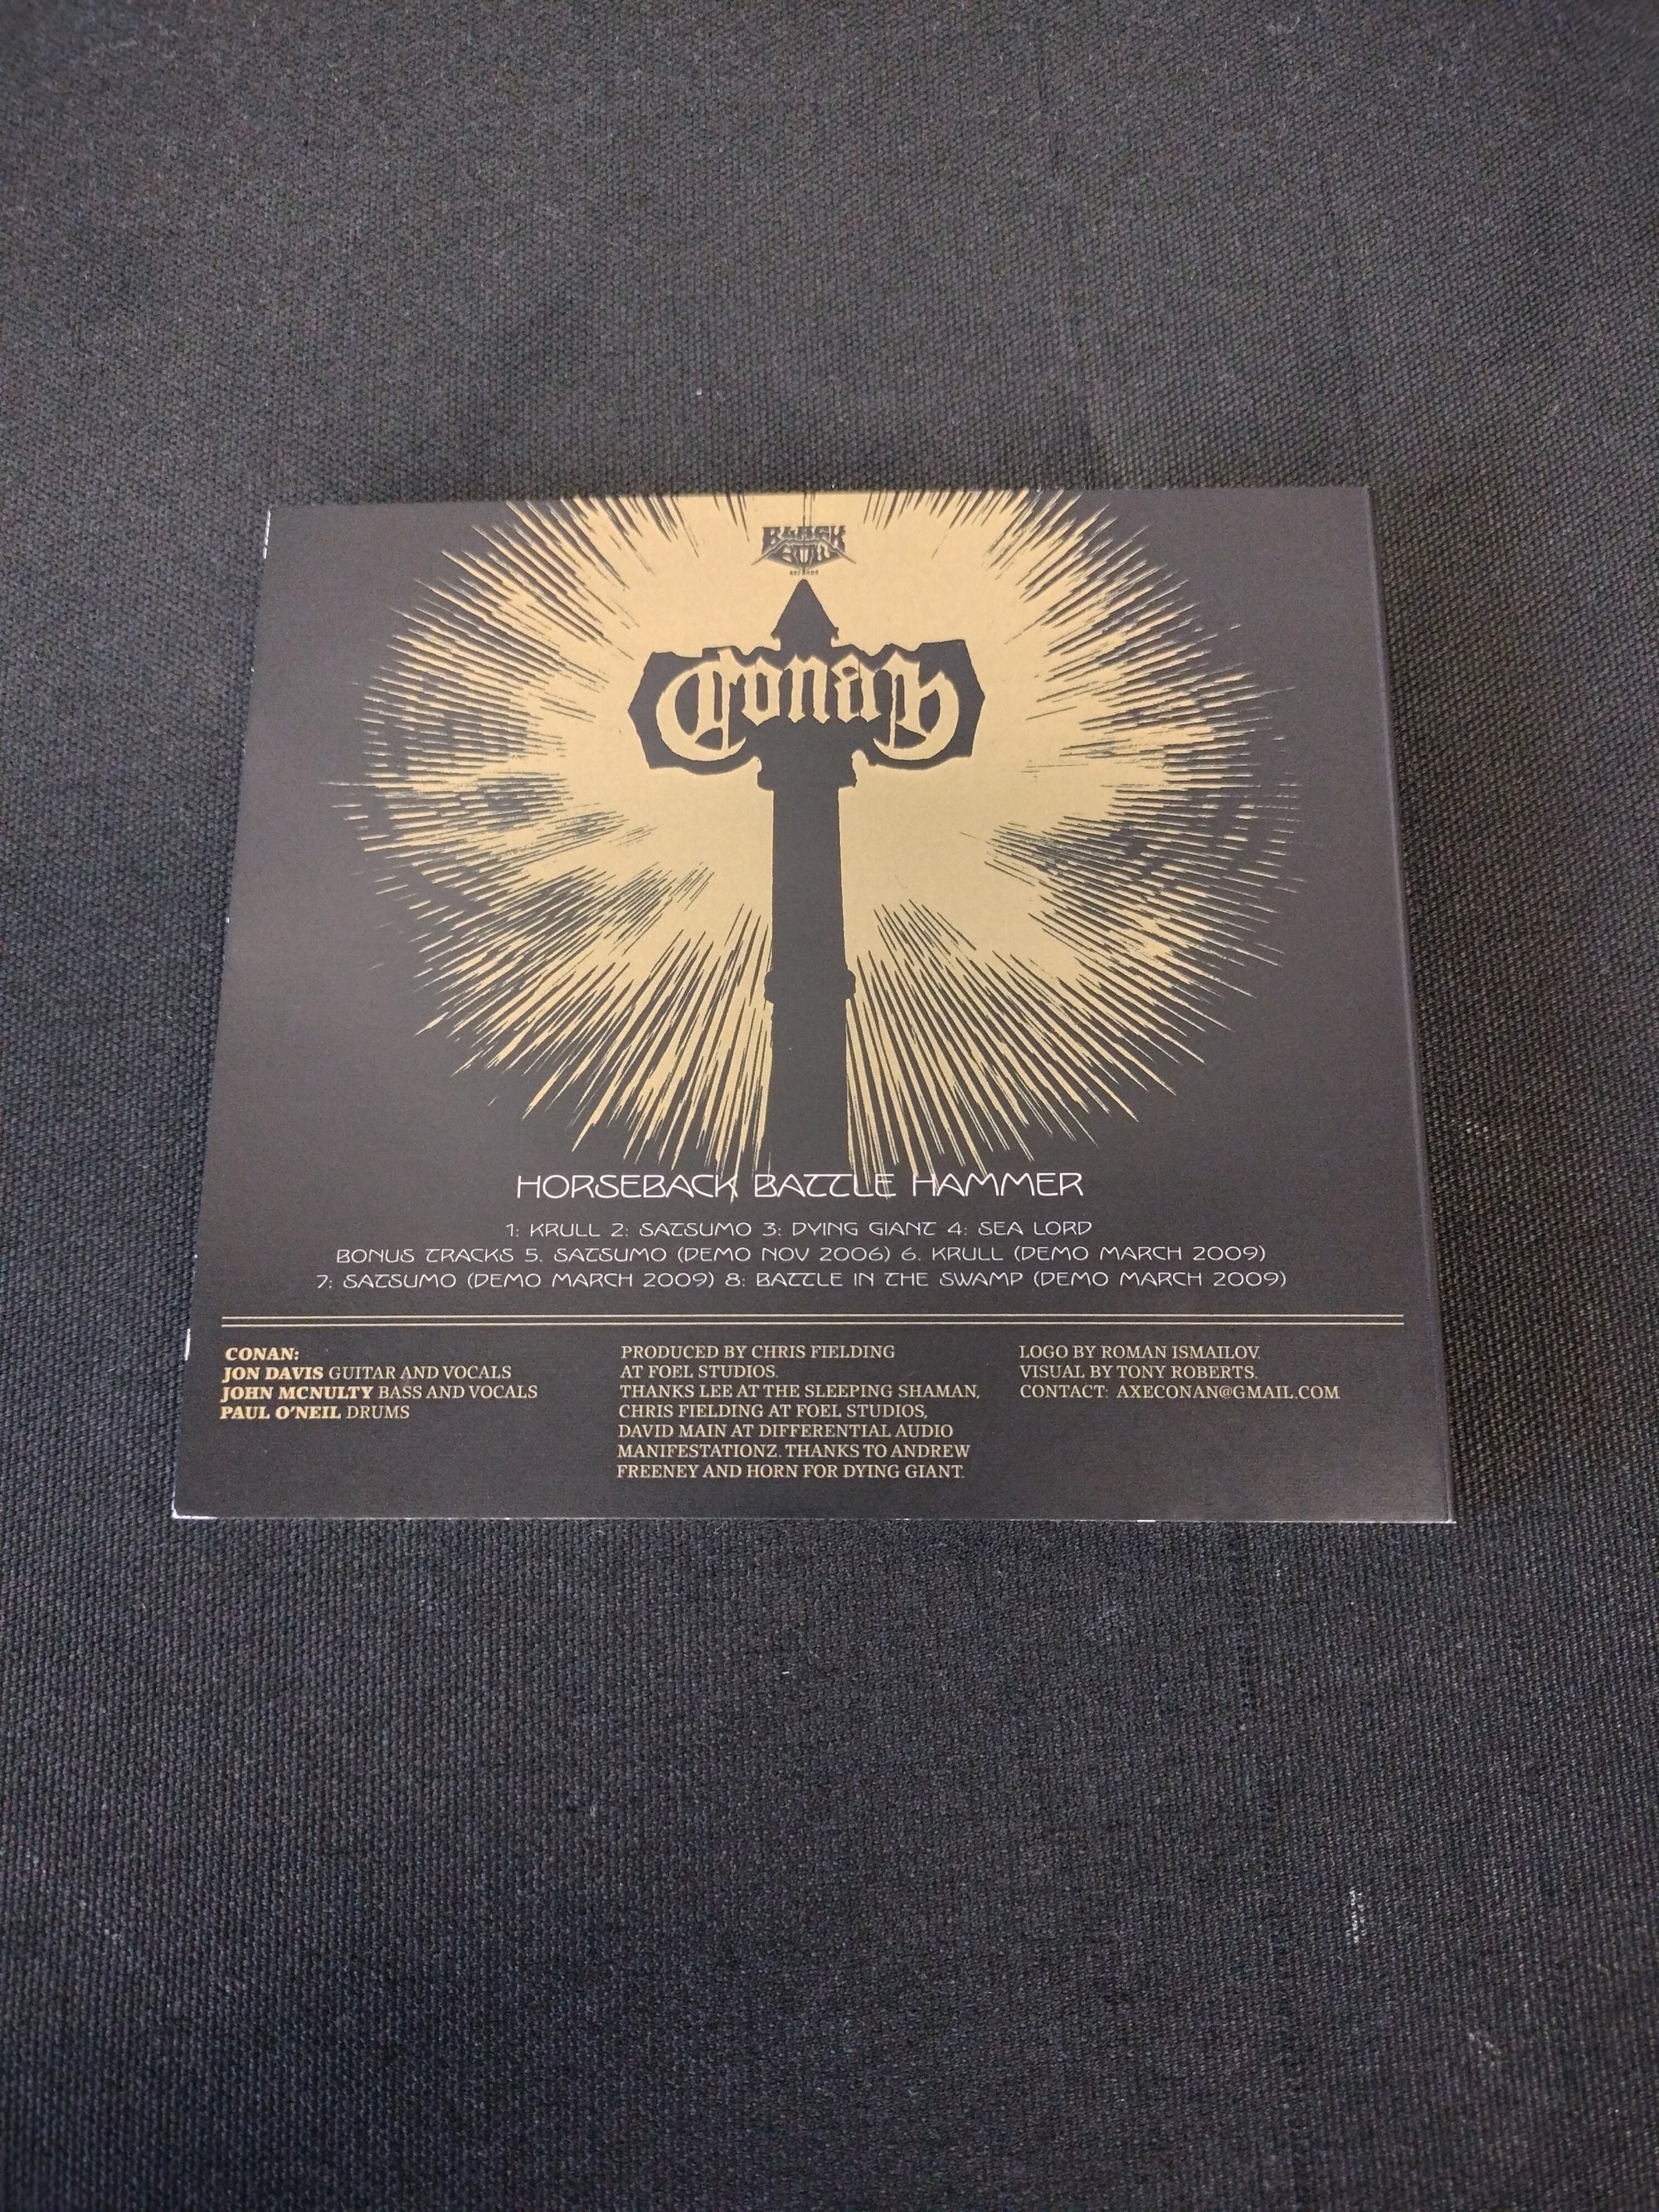 BLACK
BOW
RECORDS
Conan
HORSEBACK BATTLE HAMMER
1: KRULL 2: SATSUMO 3: DYING GIANT 4: SEA LORD
BONUS TRACKS 5. SATSUMO (DEMO NOV 2006) 6. KRULL (DEMO MARCH 2009)
7: SATSUMO (DEMO MARCH 2009) 8: BATTLE IN THE SWAMP (DEMO MARCH 2009)
CONAN:
JON DAVIS GUITAR AND VOCALS
JOHN MCNULTY BASS AND VOCALS
PAUL O'NEIL DRUMS
PRODUCED BY CHRIS FIELDING
AT FOEL STUDIOS.
THANKS LEE AT THE SLEEPING SHAMAN,
CHRIS FIELDING AT FOEL STUDIOS,
DAVID MAIN AT DIFFERENTIAL AUDIO
MANIFESTATIONZ. THANKS TO ANDREW
FREENEY AND HORN FOR DYING GIANT.
LOGO BY ROMAN ISMAILOV.
VISUAL BY TONY ROBERTS.
CONTACT: AXECONAN@GMAIL.COM